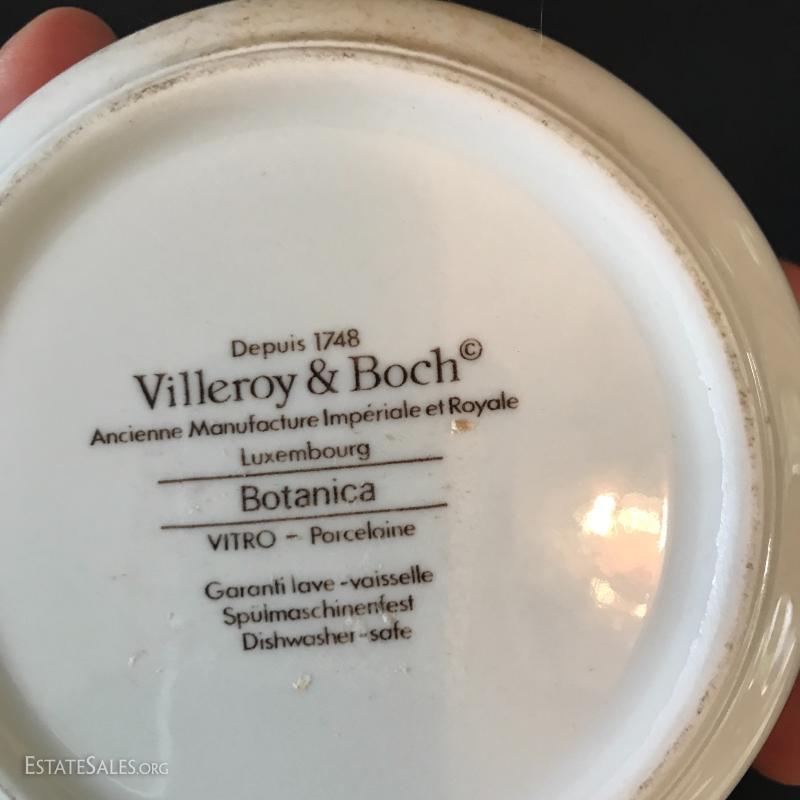 Depuis 1748
Villeroy & Boch©
Ancienne Manufacture Impériale et Royale
Luxembourg
Botanica
VITRO - Porcelaine
Garanti lave-vaisselle
Spülmaschinenfest
Dishwasher-safe
ESTATESALES.ORG